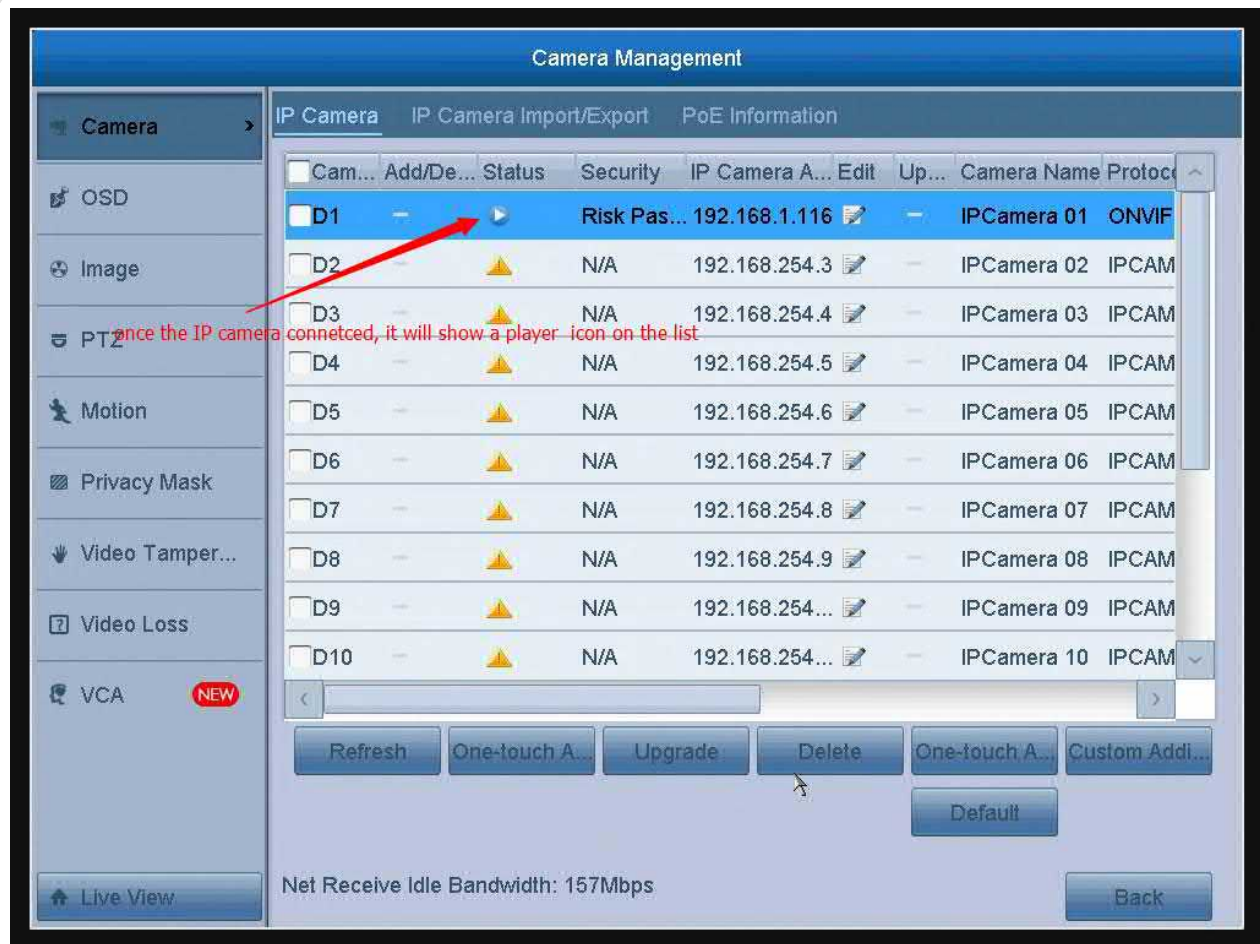 Camera Management
Camera
OSD
Image
PTZ
Motion
Privacy Mask
Video Tamper...
Video Loss
VCA NEW
Live View
IP Camera IP Camera Import/Export PoE Information
Cam... Add/De... Status Security IP Camera A... Edit Up... Camera Name Protoc
D1 Risk Pas... 192.168.1.116 IPCamera 01 ONVIF
D2 N/A 192.168.254.3 IPCamera 02 IPCAM
D3 N/A 192.168.254.4 IPCamera 03 IPCAM
once the IP camera connetced, it will show a player icon on the list
D4 N/A 192.168.254.5 IPCamera 04 IPCAM
D5 N/A 192.168.254.6 IPCamera 05 IPCAM
D6 N/A 192.168.254.7 IPCamera 06 IPCAM
D7 N/A 192.168.254.8 IPCamera 07 IPCAM
D8 N/A 192.168.254.9 IPCamera 08 IPCAM
D9 N/A 192.168.254... IPCamera 09 IPCAM
D10 N/A 192.168.254... IPCamera 10 IPCAM
Refresh One-touch A... Upgrade Delete One-touch A... Custom Addi...
Default
Net Receive Idle Bandwidth: 157Mbps
Back